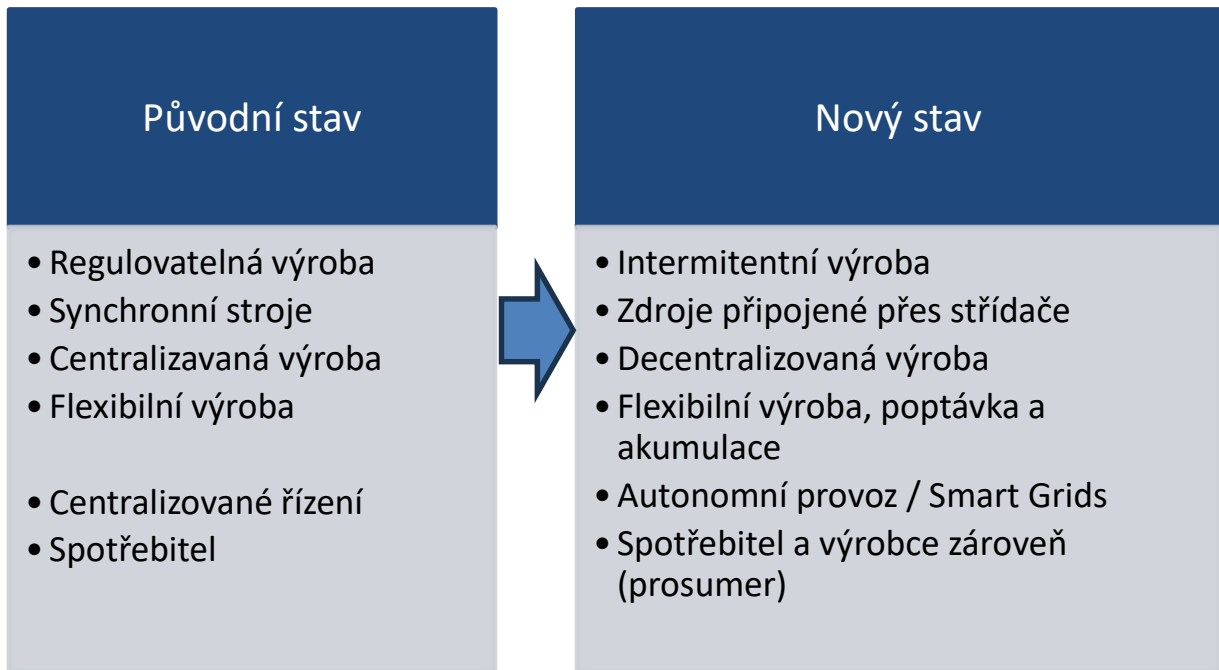 Původní stav
• Regulovatelná výroba
• Synchronní stroje
• Centralizavaná výroba
• Flexibilní výroba
• Centralizované řízení
• Spotřebitel
Nový stav
• Intermitentní výroba
• Zdroje připojené přes střídače
• Decentralizovaná výroba
• Flexibilní výroba, poptávka a
akumulace
• Autonomní provoz / Smart Grids
• Spotřebitel a výrobce zároveň
(prosumer)